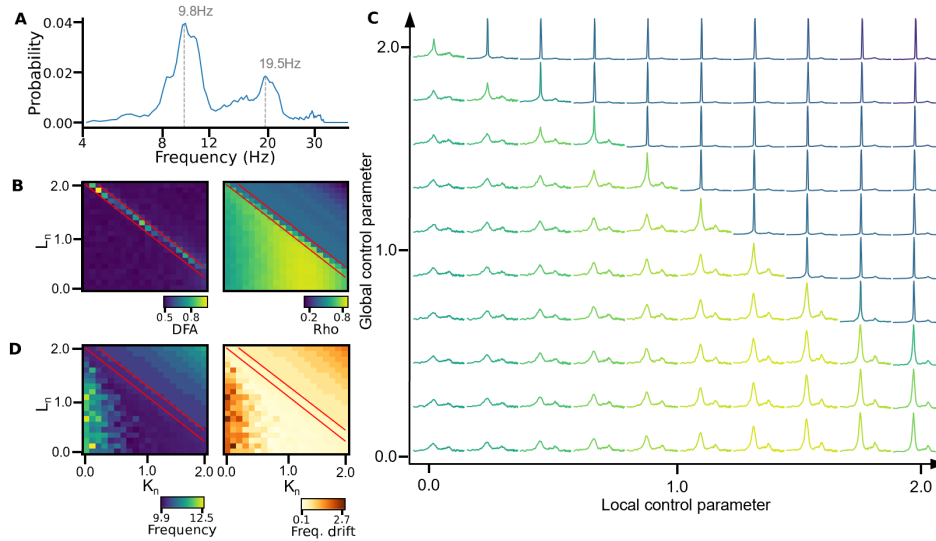 A
9.8Hz
19.5Hz
Probability
0.04
0.02
0.00
4
8
12
20
30
Frequency (Hz)
B
Ln
2.0
1.0
0.0
0.5
0.8
DFA
0.2
0.8
Rho
D
Ln
2.0
1.0
0.0
0.0
1.0
2.0
Kn
0.0
1.0
2.0
Kn
9.9
12.5
Frequency
0.1
2.7
Freq. drift
C
Global control parameter
2.0
1.0
0.0
0.0
1.0
2.0
Local control parameter